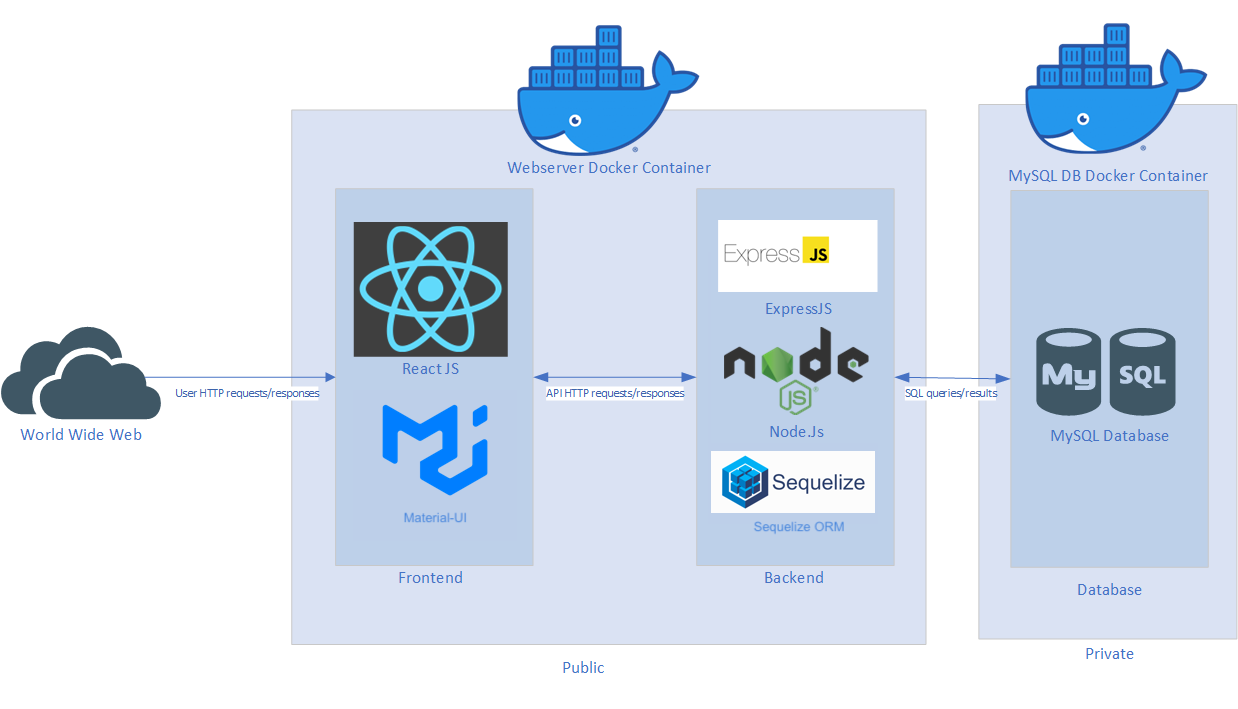 Webserver Docker Container
MySQL DB Docker Container
Express JS
ExpressJS
React JS
node
JS
My SQL
User HTTP requests/responses
API HTTP requests/responses
SQL queries/results
World Wide Web
Node.Js
MySQL Database
Sequelize
Material-UI
Sequelize ORM
Frontend
Backend
Database
Public
Private